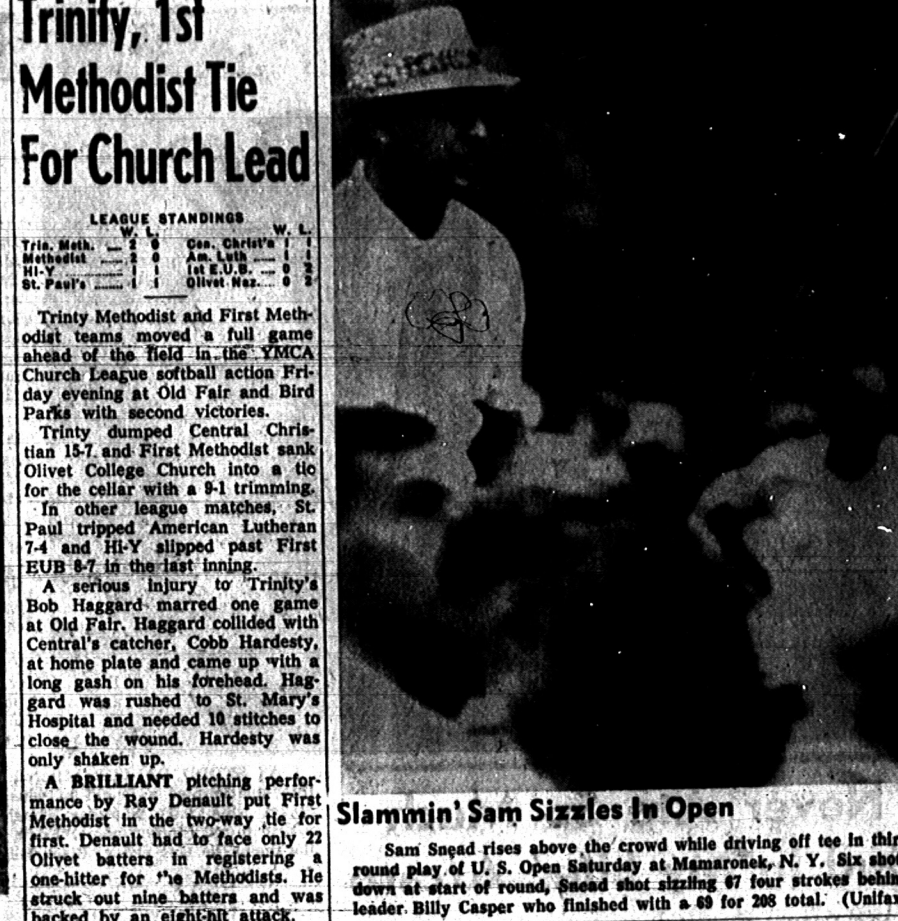 Trinity, 1st
Methodist Tie
For Church Lead
LEAGUE STANDINGS
W. L. W. L.
Trin. Meth. .... 2 0 Cen. Christ'n 1 1
Methodist ...... 2 0 Am. Luth ..... 1 1
Hi-Y ............ 1 1 1st E.U.B. .... 0 2
St. Paul's ....... 1 1 Olivet Naz..... 0 2
Trinty Methodist and First Meth-
odist teams moved a full game
ahead of the field in the YMCA
Church League softball action Fri-
day evening at Old Fair and Bird
Parks with second victories.
Trinty dumped Central Chris-
tian 15-7 and First Methodist sank
Olivet College Church into a tie
for the cellar with a 9-1 trimming.
In other league matches, St.
Paul tripped American Lutheran
7-4 and Hi-Y slipped past First
EUB 8-7 in the last inning.
A serious injury to Trinity's
Bob Haggard marred one game
at Old Fair. Haggard collided with
Central's catcher, Cobb Hardesty,
at home plate and came up with a
long gash on his forehead. Hag-
gard was rushed to St. Mary's
Hospital and needed 10 stitches to
close the wound. Hardesty was
only shaken up.
A BRILLIANT pitching perfor-
mance by Ray Denault put First
Methodist in the two-way tie for
first. Denault had to face only 22
Olivet batters in registering a
one-hitter for the Methodists. He
struck out nine batters and was
backed by an eight-hit attack.
Slammin' Sam Sizzles In Open
Sam Snead rises above the crowd while driving off tee in thir
round play of U. S. Open Saturday at Mamaronek, N. Y. Six shot
down at start of round, Snead shot sizzling 67 four strokes behin
leader Billy Casper who finished with a 69 for 208 total. (Unifax